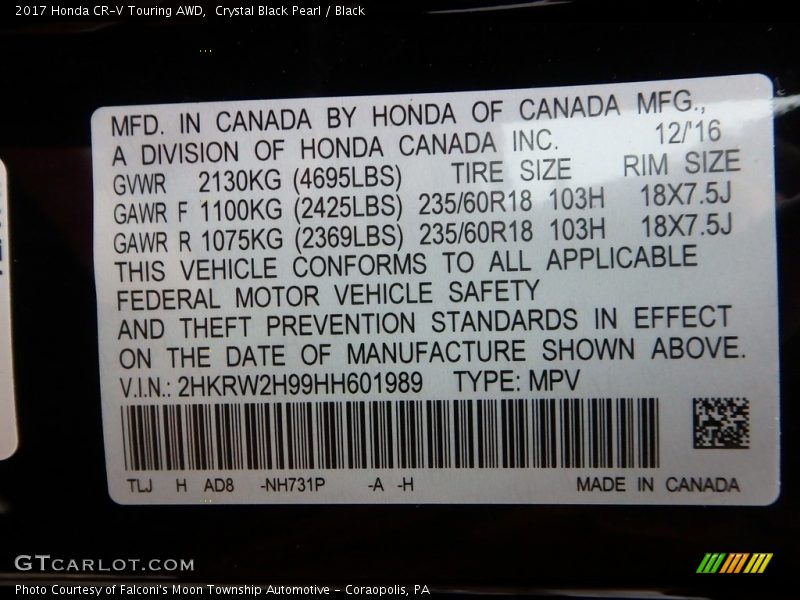 2017 Honda CR-V Touring AWD,  Crystal Black Pearl / Black
MFD. IN CANADA BY HONDA OF CANADA MFG.,
A DIVISION OF HONDA CANADA INC. 12/'16
GVWR 2130KG (4695LBS) TIRE SIZE RIM SIZE
GAWR F 1100KG (2425LBS) 235/60R18 103H 18X7.5J
GAWR R 1075KG (2369LBS) 235/60R18 103H 18X7.5J
THIS VEHICLE CONFORMS TO ALL APPLICABLE
FEDERAL MOTOR VEHICLE SAFETY
AND THEFT PREVENTION STANDARDS IN EFFECT
ON THE DATE OF MANUFACTURE SHOWN ABOVE.
V.I.N.: 2HKRW2H99HH601989 TYPE: MPV
TLJ H AD8 -NH731P -A -H MADE IN CANADA
GTCARLOT.COM
Photo Courtesy of Falconi's Moon Township Automotive - Coraopolis, PA